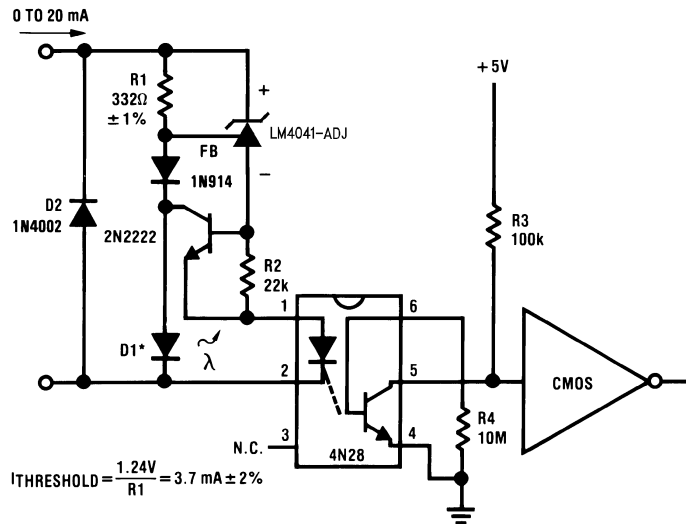 0 TO 20 mA
R1
332Ω
±1%
+
LM4041-ADJ
FB
–
1N914
+5V
D2
1N4002
2N2222
R2
22k
R3
100k
D1*
λ
1
2
3
N.C.
6
5
4
4N28
CMOS
R4
10M
ITHRESHOLD = 1.24V / R1 = 3.7 mA ± 2%